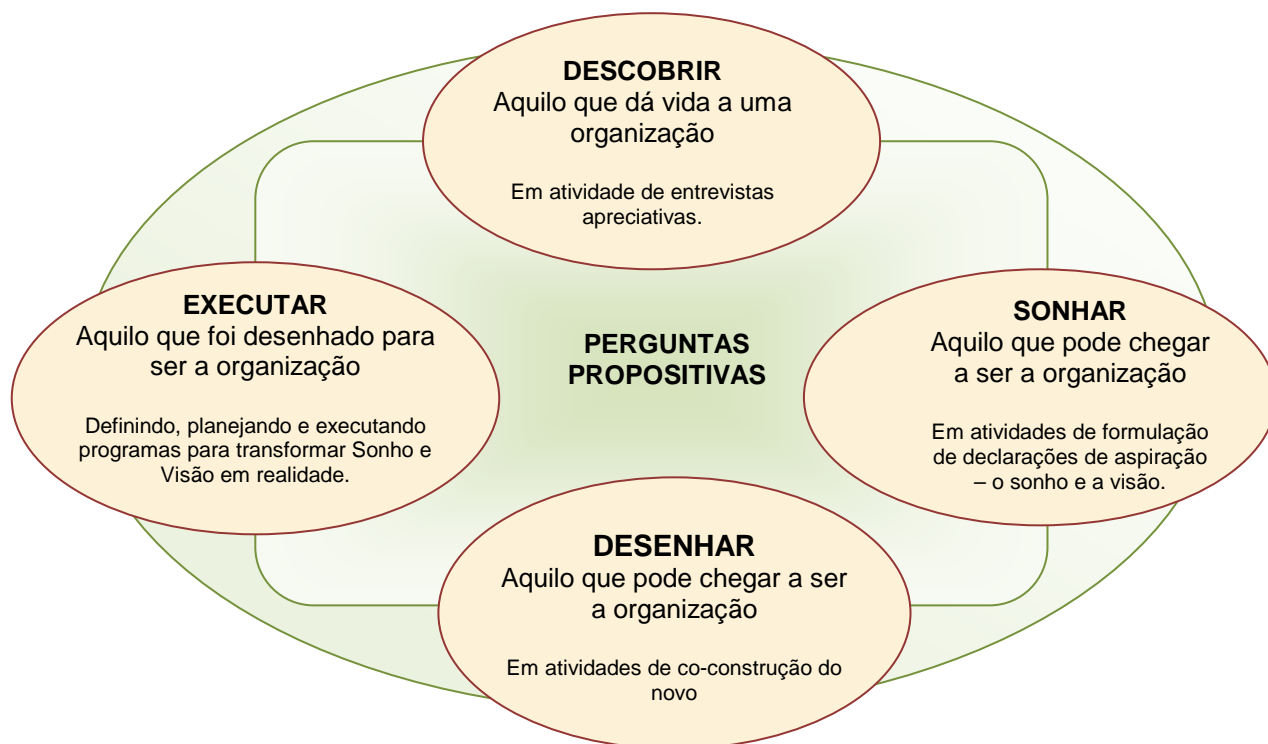 DESCOBRIR
Aquilo que dá vida a uma
organização
Em atividade de entrevistas
apreciativas.
EXECUTAR
Aquilo que foi desenhado para
ser a organização
Definindo, planejando e executando
programas para transformar Sonho e
Visão em realidade.
PERGUNTAS
PROPOSITIVAS
SONHAR
Aquilo que pode chegar
a ser a organização
Em atividades de formulação
de declarações de aspiração
– o sonho e a visão.
DESENHAR
Aquilo que pode chegar a ser
a organização
Em atividades de co-construção do
novo